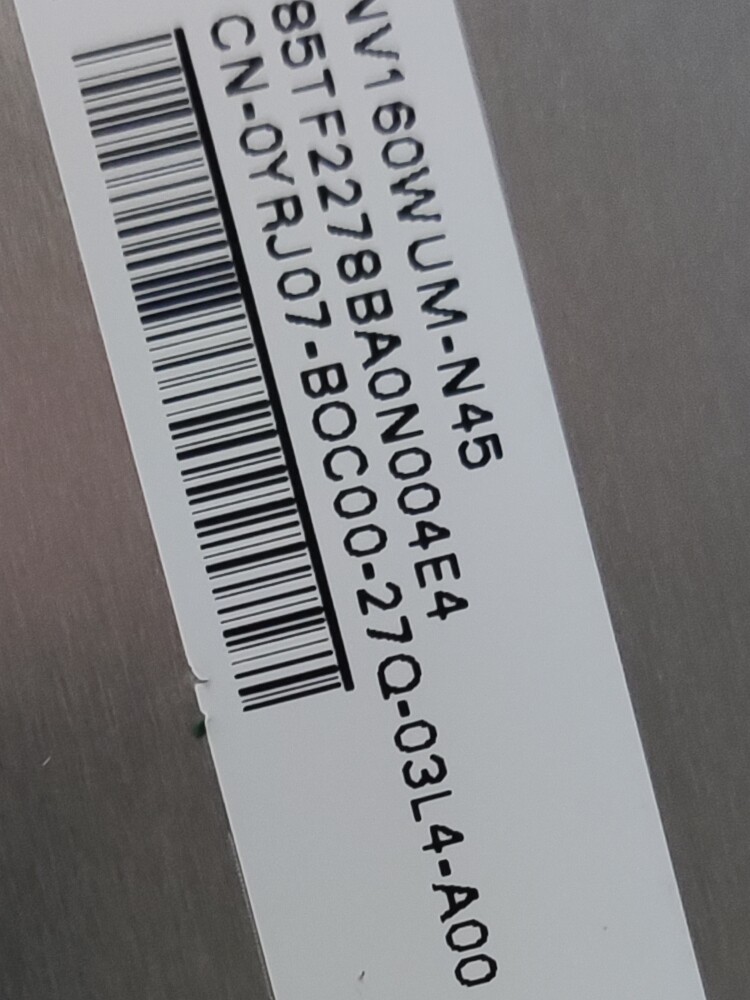 NV160WUM-N45
85TF2278BA0N004E4
CN-0YRJ07-BOC00-27Q-03L4-A00